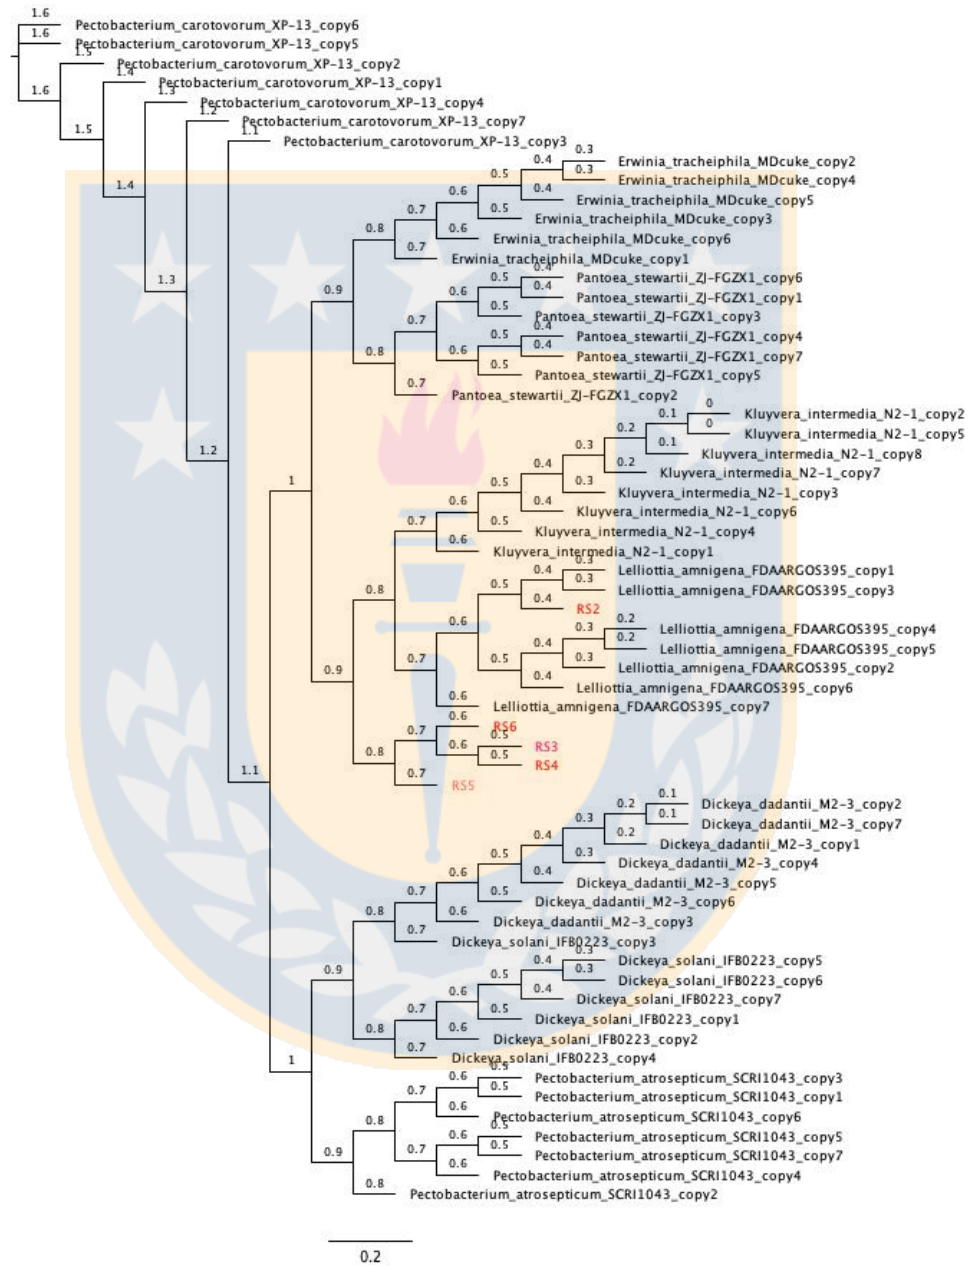 1.6
Pectobacterium_carotovorum_XP-13_copy6
1.6
Pectobacterium_carotovorum_XP-13_copy5
1.5
Pectobacterium_carotovorum_XP-13_copy2
1.6
1.4
Pectobacterium_carotovorum_XP-13_copy1
1.3
Pectobacterium_carotovorum_XP-13_copy4
1.5
1.2
Pectobacterium_carotovorum_XP-13_copy7
1.1
Pectobacterium_carotovorum_XP-13_copy3
0.3
0.4
Erwinia_tracheiphila_MDcuke_copy2
0.3
0.5
Erwinia_tracheiphila_MDcuke_copy4
1.4
0.6
0.4
Erwinia_tracheiphila_MDcuke_copy5
0.7
0.5
Erwinia_tracheiphila_MDcuke_copy3
0.8
0.6
Erwinia_tracheiphila_MDcuke_copy6
0.7
Erwinia_tracheiphila_MDcuke_copy1
0.4
0.5
Pantoea_stewartii_ZJ-FGZX1_copy6
1.3
0.9
0.6
0.4
Pantoea_stewartii_ZJ-FGZX1_copy1
0.5
Pantoea_stewartii_ZJ-FGZX1_copy3
0.7
0.4
0.5
Pantoea_stewartii_ZJ-FGZX1_copy4
0.8
0.6
0.4
Pantoea_stewartii_ZJ-FGZX1_copy7
0.5
Pantoea_stewartii_ZJ-FGZX1_copy5
0.7
Pantoea_stewartii_ZJ-FGZX1_copy2
0
0.1
Kluyvera_intermedia_N2-1_copy2
0.2
0
Kluyvera_intermedia_N2-1_copy5
1.2
0.3
0.1
Kluyvera_intermedia_N2-1_copy8
0.4
0.2
Kluyvera_intermedia_N2-1_copy7
1
0.5
0.3
Kluyvera_intermedia_N2-1_copy3
0.6
0.4
Kluyvera_intermedia_N2-1_copy6
0.7
0.5
Kluyvera_intermedia_N2-1_copy4
0.6
Kluyvera_intermedia_N2-1_copy1
0.3
0.4
Lelliottia_amnigena_FDAARGOS395_copy1
0.8
0.5
0.3
Lelliottia_amnigena_FDAARGOS395_copy3
0.4
RS2
0.6
0.2
0.3
Lelliottia_amnigena_FDAARGOS395_copy4
0.4
0.2
Lelliottia_amnigena_FDAARGOS395_copy5
0.7
0.5
0.3
Lelliottia_amnigena_FDAARGOS395_copy2
0.9
0.4
Lelliottia_amnigena_FDAARGOS395_copy6
0.6
Lelliottia_amnigena_FDAARGOS395_copy7
0.6
0.7
RS6
0.5
0.8
0.6
RS3
0.5
RS4
1.1
0.7
RS5
0.1
0.2
Dickeya_dadantii_M2-3_copy2
0.3
0.1
Dickeya_dadantii_M2-3_copy7
0.4
0.2
Dickeya_dadantii_M2-3_copy1
0.5
0.3
Dickeya_dadantii_M2-3_copy4
0.6
0.4
Dickeya_dadantii_M2-3_copy5
0.7
0.5
Dickeya_dadantii_M2-3_copy6
0.8
0.6
Dickeya_dadantii_M2-3_copy3
0.7
Dickeya_solani_IFB0223_copy3
0.3
0.4
Dickeya_solani_IFB0223_copy5
0.9
0.5
0.3
Dickeya_solani_IFB0223_copy6
0.6
0.4
Dickeya_solani_IFB0223_copy7
0.7
0.5
Dickeya_solani_IFB0223_copy1
0.8
0.6
Dickeya_solani_IFB0223_copy2
0.7
Dickeya_solani_IFB0223_copy4
1
0.5
0.6
Pectobacterium_atrosepticum_SCRI1043_copy3
0.7
0.5
Pectobacterium_atrosepticum_SCRI1043_copy1
0.6
Pectobacterium_atrosepticum_SCRI1043_copy6
0.8
0.5
0.6
Pectobacterium_atrosepticum_SCRI1043_copy5
0.7
0.5
Pectobacterium_atrosepticum_SCRI1043_copy7
0.9
0.6
Pectobacterium_atrosepticum_SCRI1043_copy4
0.8
Pectobacterium_atrosepticum_SCRI1043_copy2
0.2